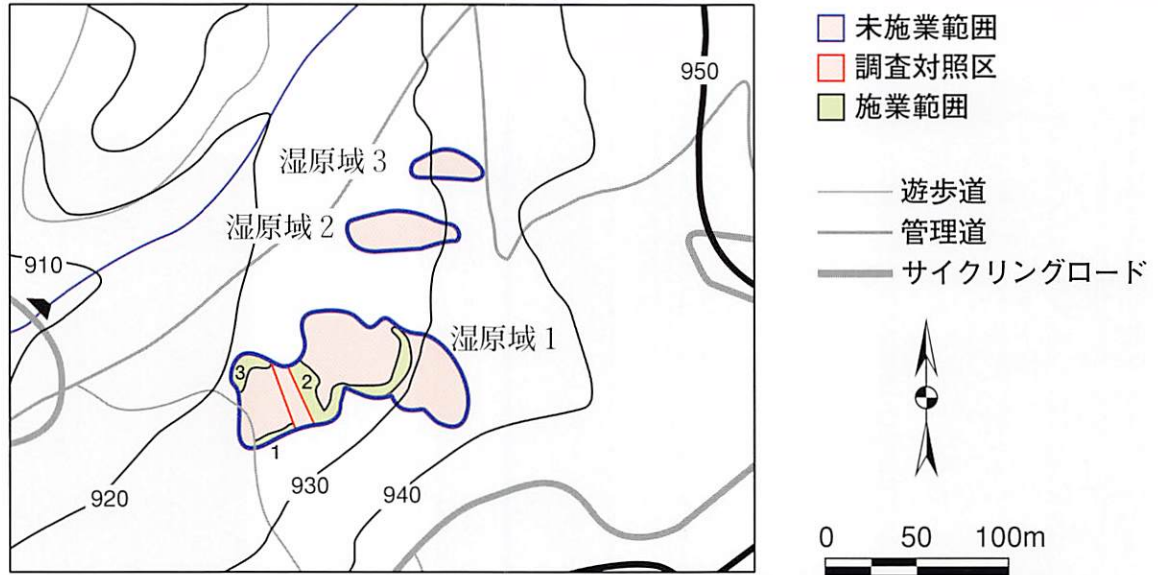 950
湿原域 3
湿原域 2
910
湿原域 1
3
2
1
920
930
940
未施業範囲
調査対照区
施業範囲
遊歩道
管理道
サイクリングロード
0 50 100m